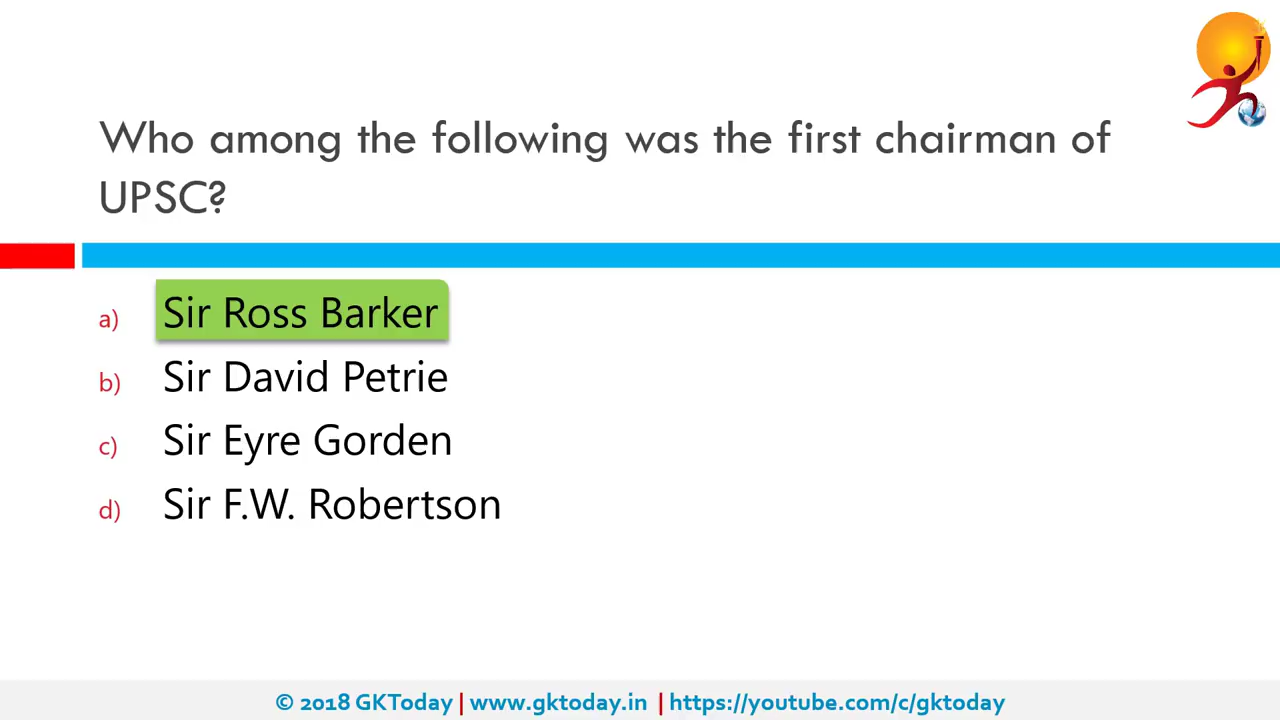 Who among the following was the first chairman of
UPSC?
a) Sir Ross Barker
b) Sir David Petrie
c) Sir Eyre Gorden
d) Sir F.W. Robertson
© 2018 GKToday | www.gktoday.in | https://youtube.com/c/gktoday